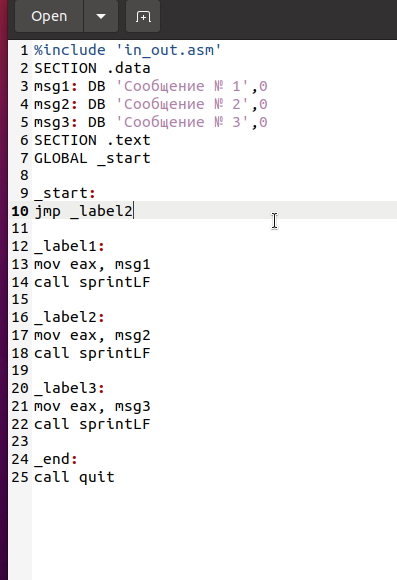 Open
1 %include 'in_out.asm'
2 SECTION .data
3 msg1: DB 'Сообщение № 1',0
4 msg2: DB 'Сообщение № 2',0
5 msg3: DB 'Сообщение № 3',0
6 SECTION .text
7 GLOBAL _start
8
9 _start:
10 jmp _label2
11
12 _label1:
13 mov eax, msg1
14 call sprintLF
15
16 _label2:
17 mov eax, msg2
18 call sprintLF
19
20 _label3:
21 mov eax, msg3
22 call sprintLF
23
24 _end:
25 call quit